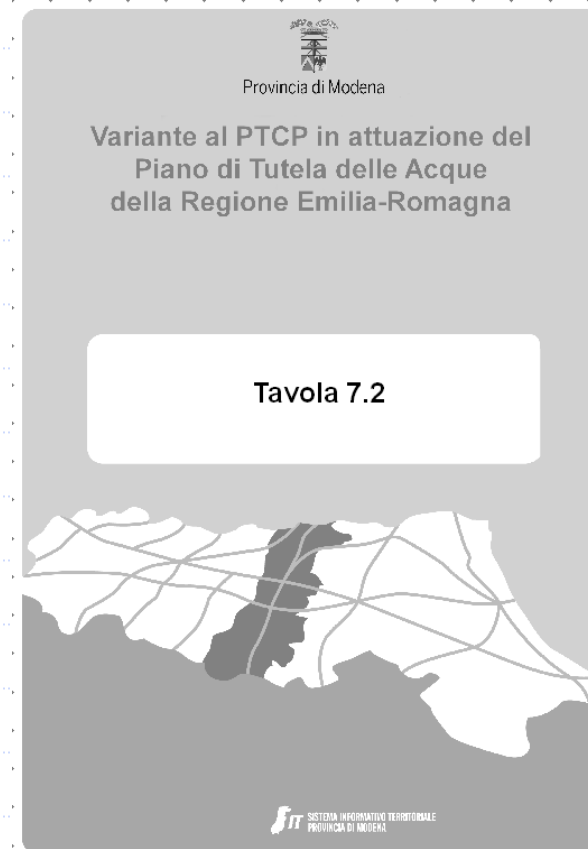 Provincia di Modena
Variante al PTCP in attuazione del
Piano di Tutela delle Acque
della Regione Emilia-Romagna
Tavola 7.2
SISTEMA INFORMATIVO TERRITORIALE
PROVINCIA DI MODENA